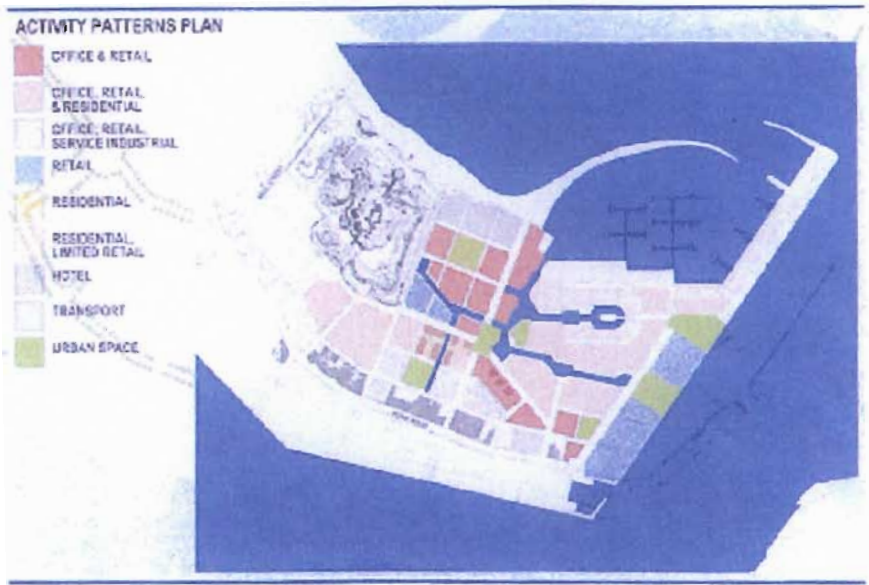 ACTIVITY PATTERNS PLAN
OFFICE & RETAIL
OFFICE, RETAIL
& RESIDENTIAL
OFFICE, RETAIL,
SERVICE INDUSTRIAL
RETAIL
RESIDENTIAL
RESIDENTIAL,
LIMITED RETAIL
HOTEL
TRANSPORT
URBAN SPACE